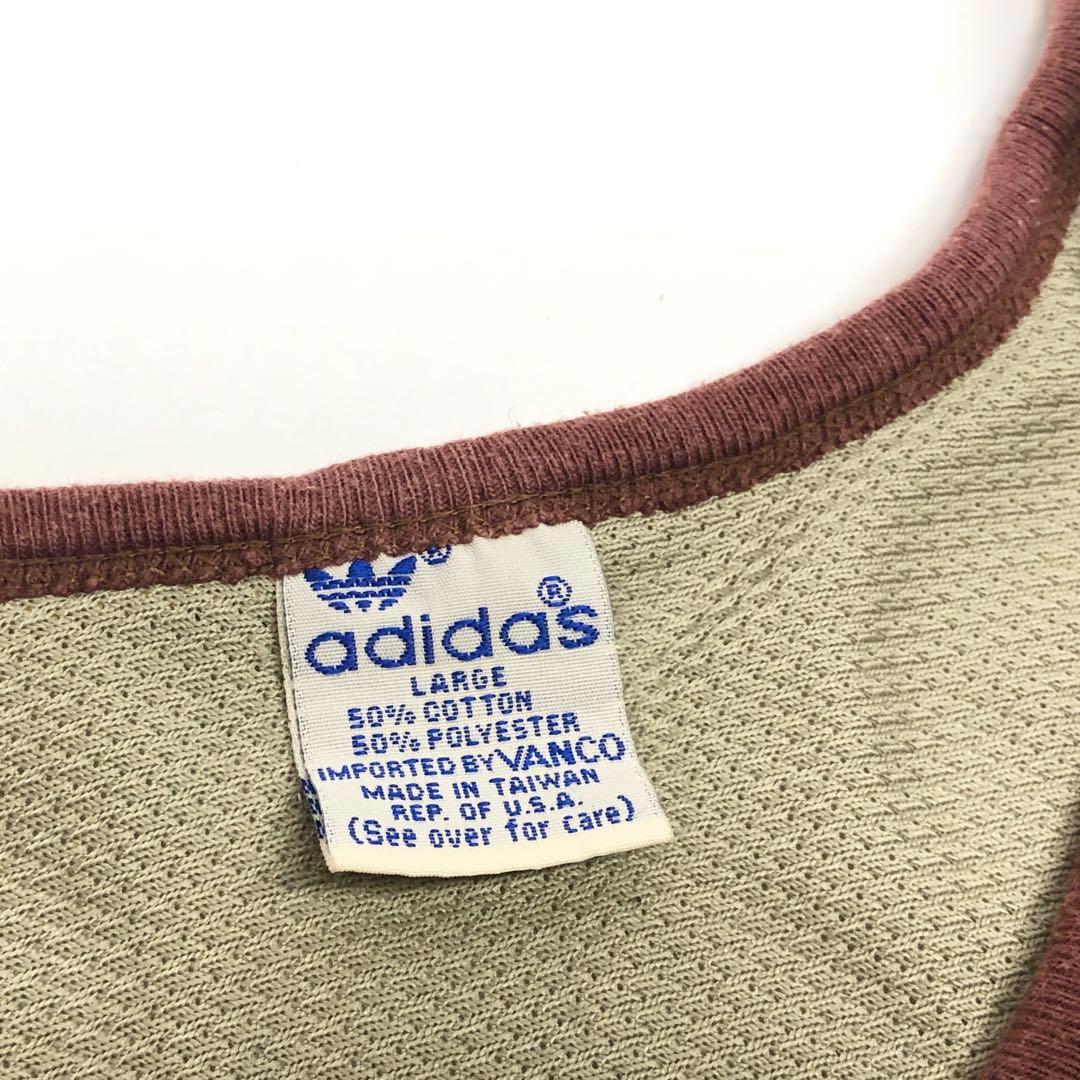 ®
adidas®
LARGE
50% COTTON
50% POLYESTER
IMPORTED BY VANCO
MADE IN TAIWAN
REP. OF U.S.A.
(See over for care)